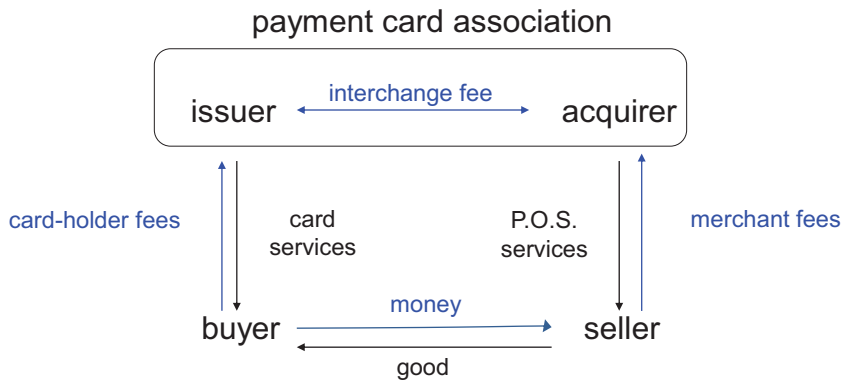 payment card association
interchange fee
issuer
acquirer
card-holder fees
card
services
P.O.S.
services
merchant fees
money
buyer
seller
good